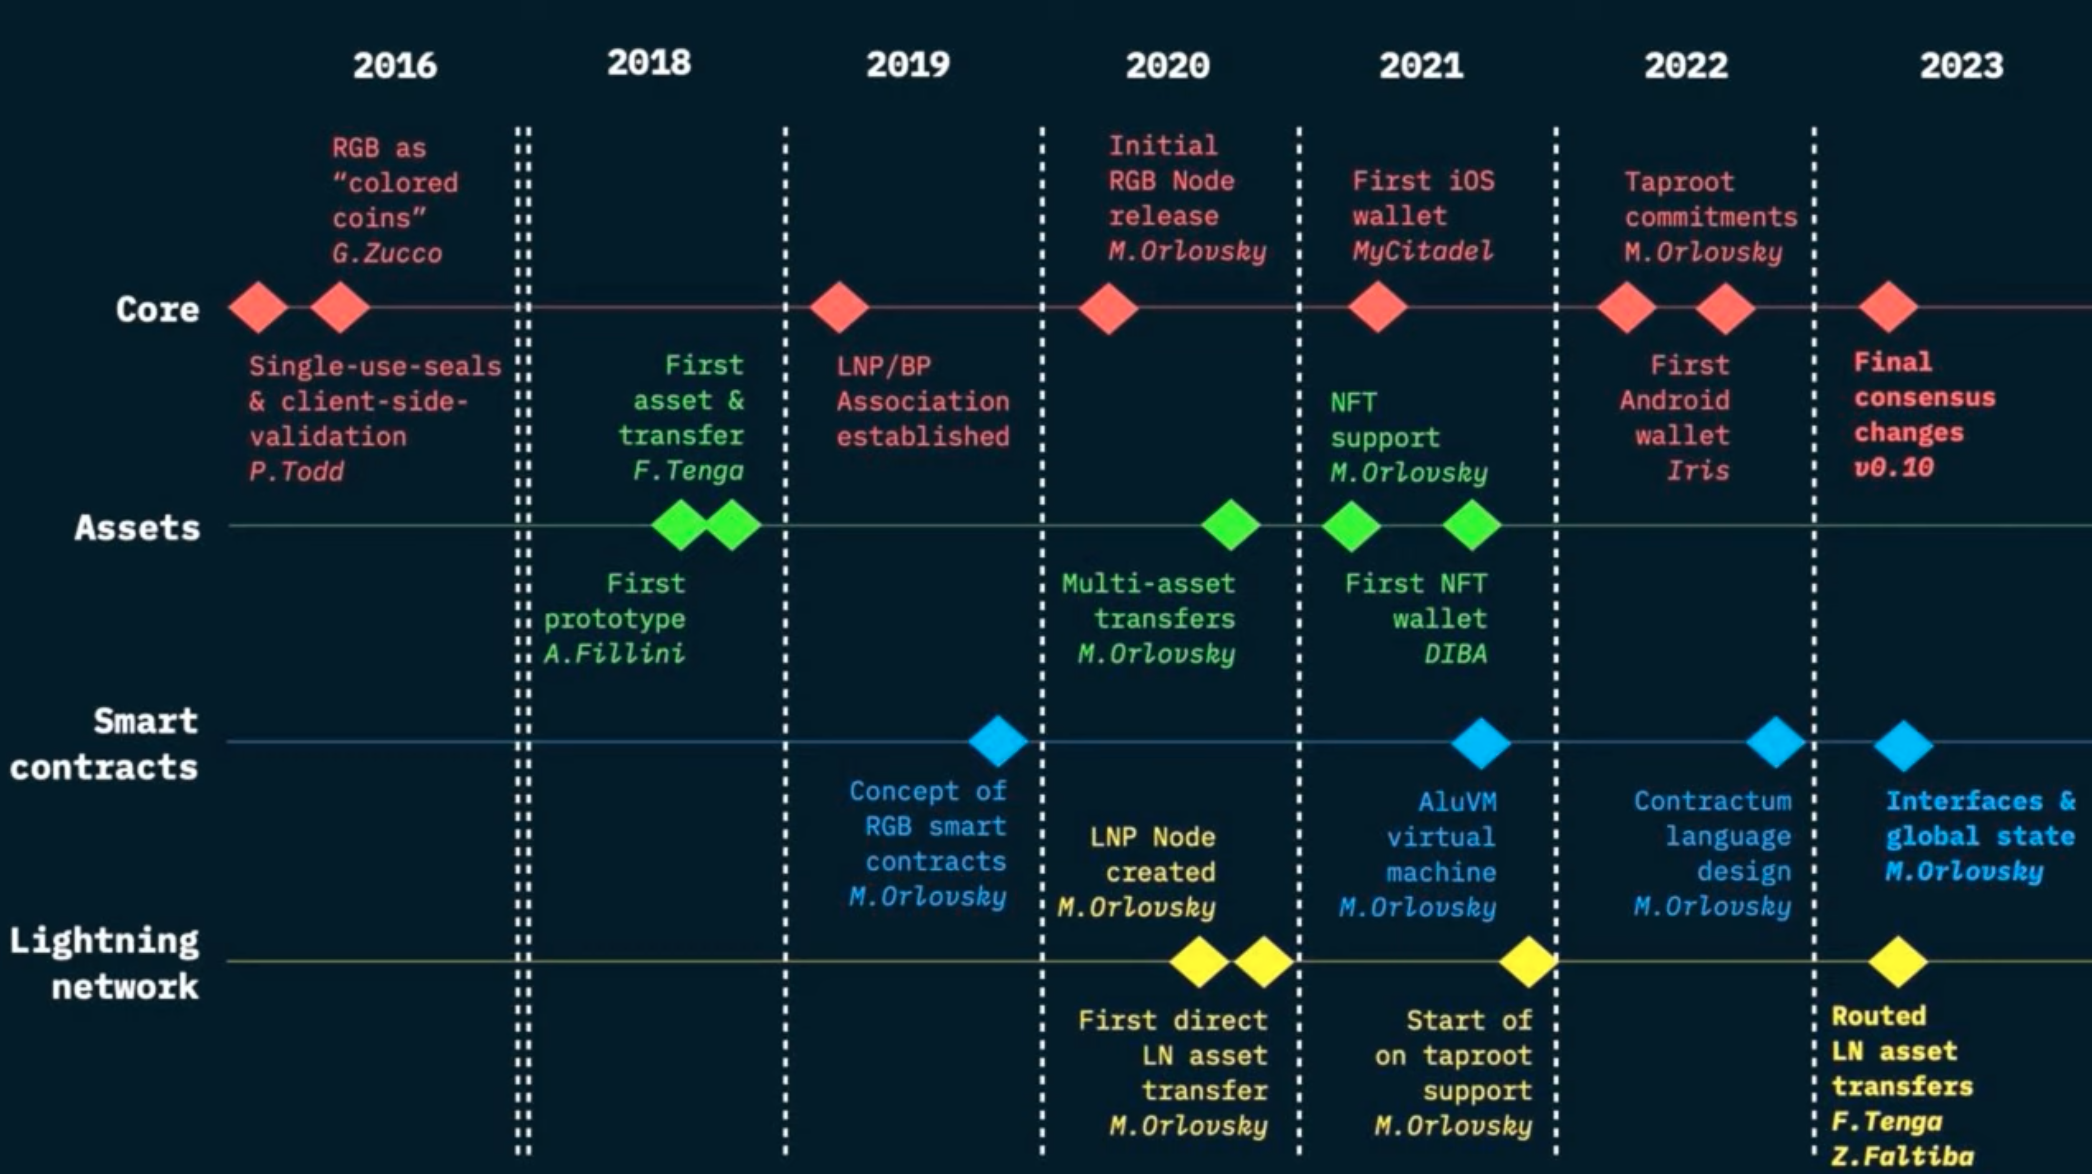 2016
2018
2019
2020
2021
2022
2023
RGB as
“colored
coins”
G.Zucco
Initial
RGB Node
release
M.Orlovsky
First iOS
wallet
MyCitadel
Taproot
commitments
M.Orlovsky
Core
Single-use-seals
& client-side-
validation
P.Todd
First
asset &
transfer
F.Tenga
LNP/BP
Association
established
NFT
support
M.Orlovsky
First
Android
wallet
Iris
Final
consensus
changes
v0.10
Assets
First
prototype
A.Fillini
Multi-asset
transfers
M.Orlovsky
First NFT
wallet
DIBA
Smart
contracts
Concept of
RGB smart
contracts
M.Orlovsky
LNP Node
created
M.Orlovsky
AluVM
virtual
machine
M.Orlovsky
Contractum
language
design
M.Orlovsky
Interfaces &
global state
M.Orlovsky
Lightning
network
First direct
LN asset
transfer
M.Orlovsky
Start of
on taproot
support
M.Orlovsky
Routed
LN asset
transfers
F.Tenga
Z.Faltiba